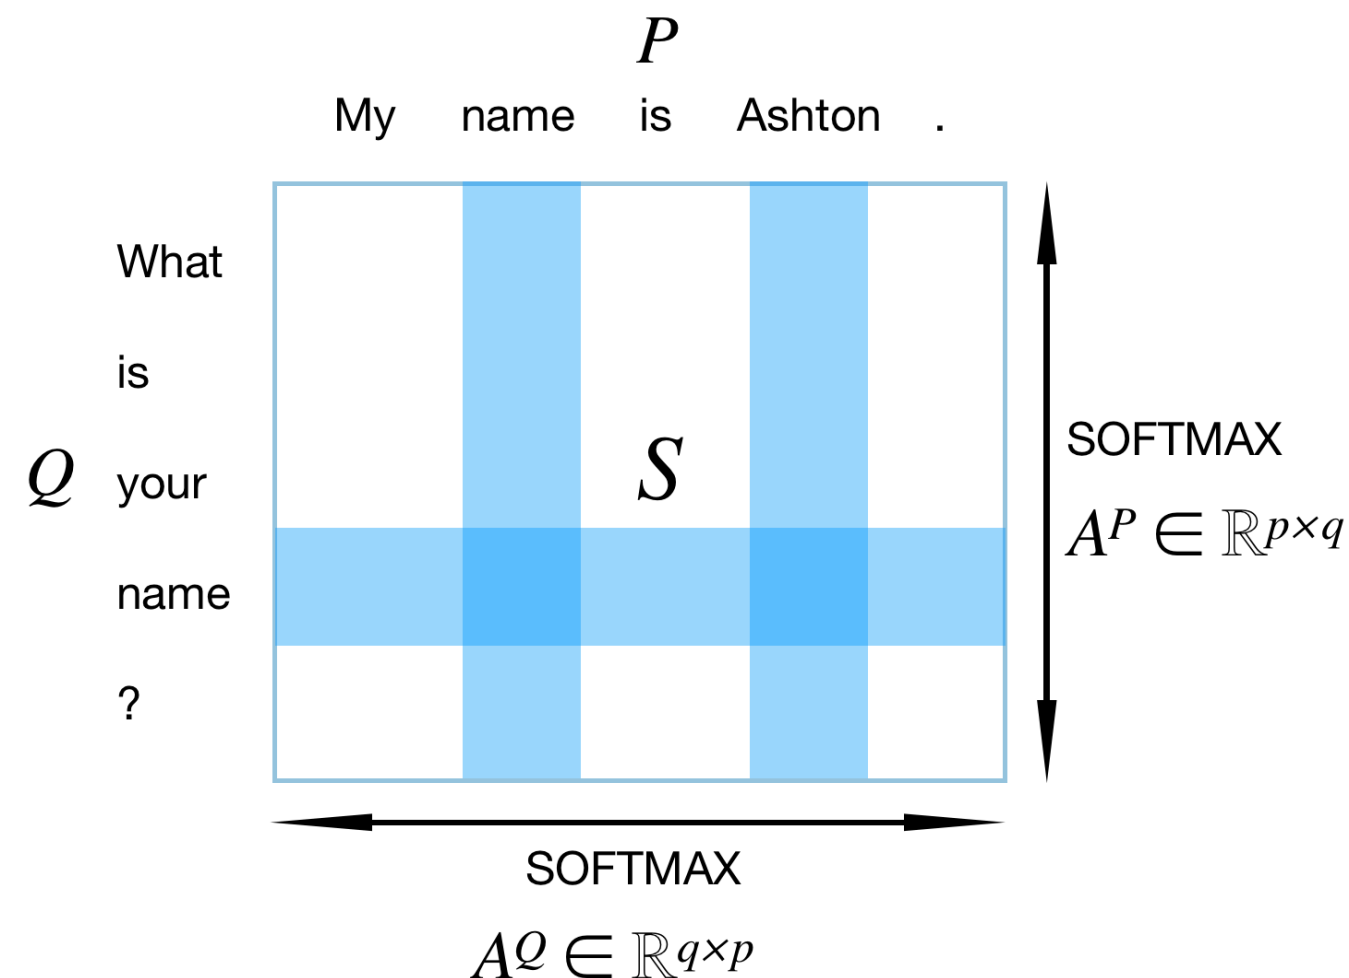 P
My name is Ashton .
What
is
Q your
name
?
S
SOFTMAX
A^P ∈ ℝ^{p×q}
SOFTMAX
A^Q ∈ ℝ^{q×p}